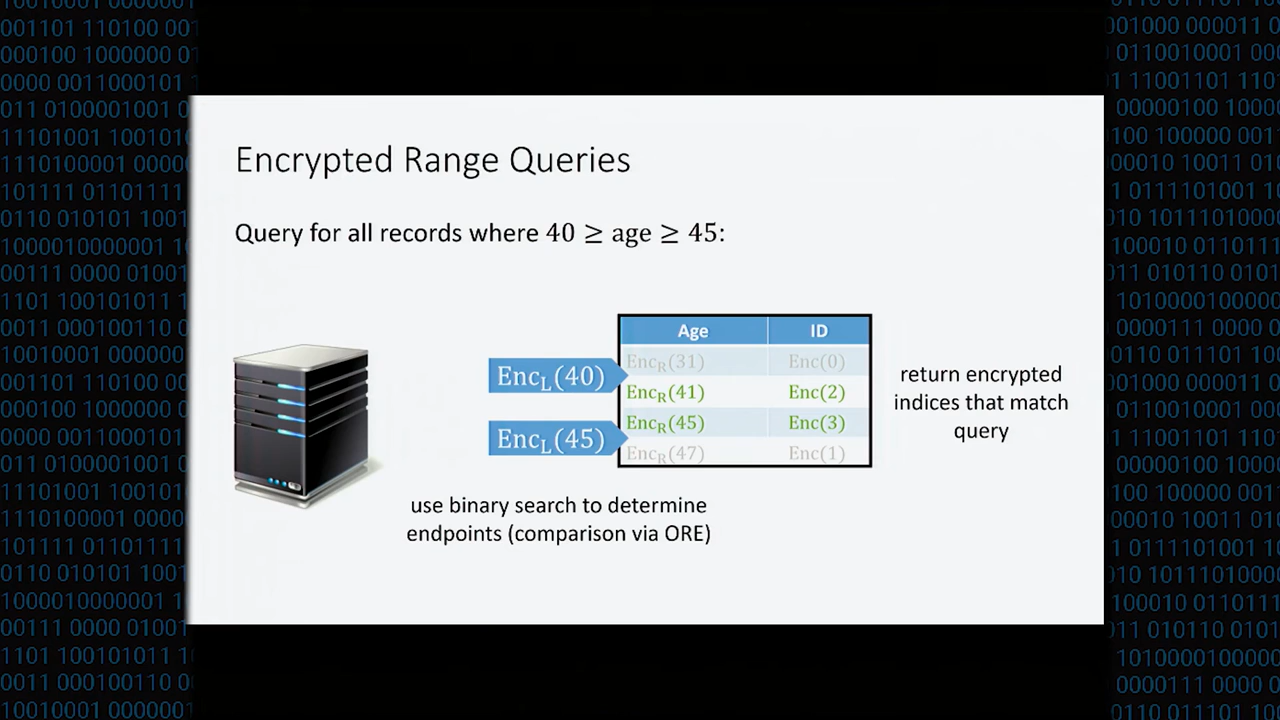 Encrypted Range Queries
Query for all records where 40 ≥ age ≥ 45:
Age ID
Enc_R(31) Enc(0)
Enc_L(40)
Enc_R(41) Enc(2)
Enc_R(45) Enc(3)
Enc_L(45)
Enc_R(47) Enc(1)
return encrypted
indices that match
query
use binary search to determine
endpoints (comparison via ORE)